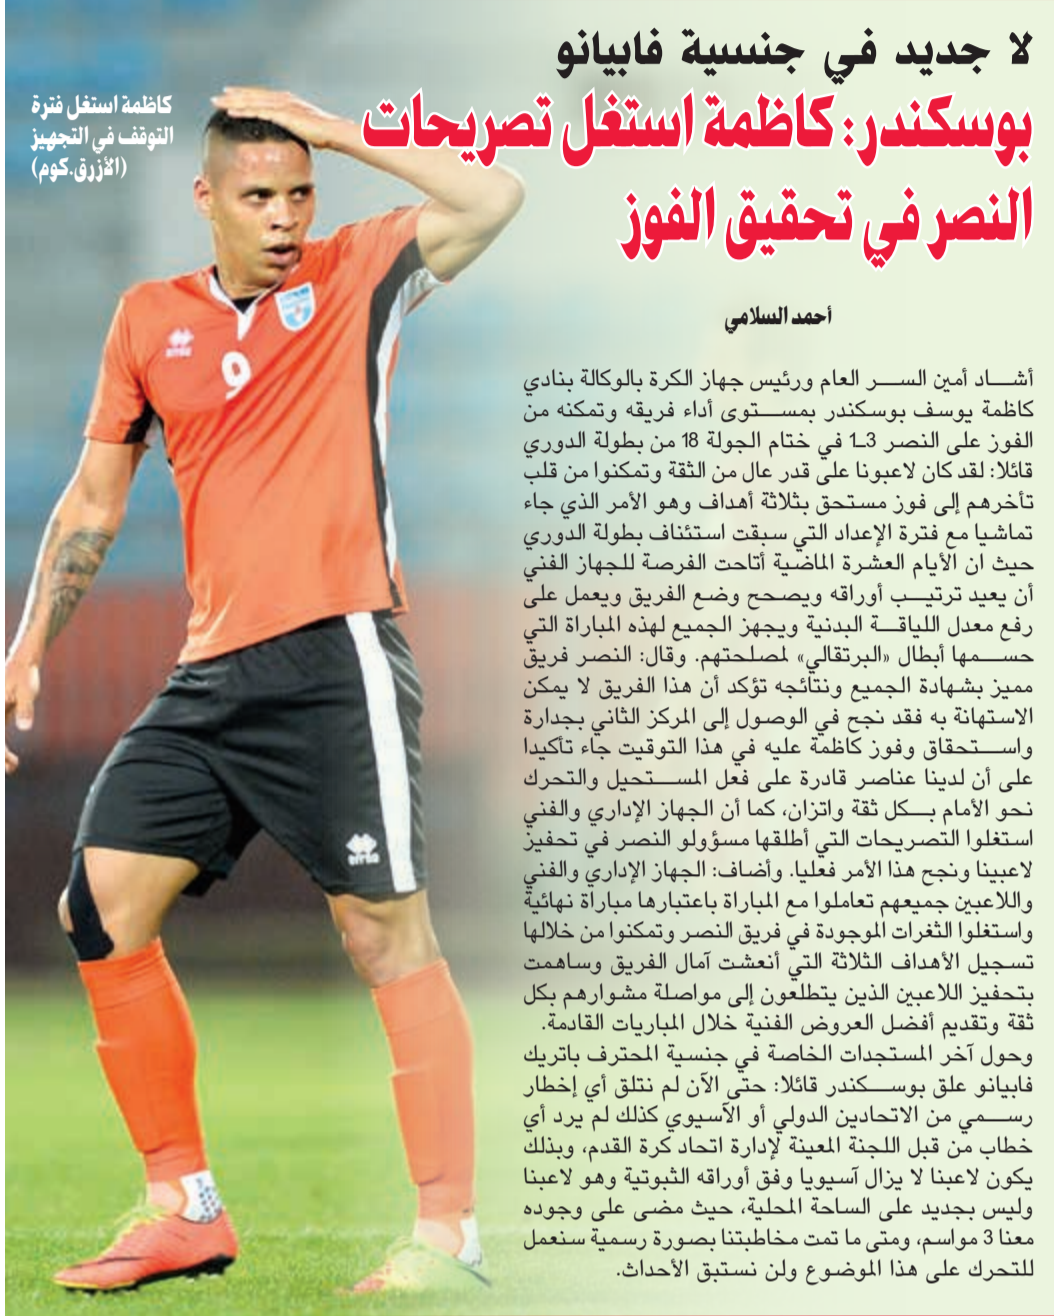 لا جديد في جنسية فابيانو
بوسكندر: كاظمة استغل تصريحات
النصر في تحقيق الفوز
كاظمة استغل فترة
التوقف في التجهيز
(الأزرق.كوم)
أحمد السلامي
أشـــاد أمين الســـر العام ورئيس جهاز الكرة بالوكالة بنادي
كاظمة يوسف بوسكندر بمســـتوى أداء فريقه وتمكنه من
الفوز على النصر 3ـ1 في ختام الجولة 18 من بطولة الدوري
قائلا: لقد كان لاعبونا على قدر عال من الثقة وتمكنوا من قلب
تأخرهم إلى فوز مستحق بثلاثة أهداف وهو الأمر الذي جاء
تماشيا مع فترة الإعداد التي سبقت استئناف بطولة الدوري
حيث ان الأيام العشرة الماضية أتاحت الفرصة للجهاز الفني
أن يعيد ترتيـــب أوراقه ويصحح وضع الفريق ويعمل على
رفع معدل اللياقـــة البدنية ويجهز الجميع لهذه المباراة التي
حســـمها أبطال «البرتقالي» لمصلحتهم. وقال: النصر فريق
مميز بشهادة الجميع ونتائجه تؤكد أن هذا الفريق لا يمكن
الاستهانة به فقد نجح في الوصول إلى المركز الثاني بجدارة
واســـتحقاق وفوز كاظمة عليه في هذا التوقيت جاء تأكيدا
على أن لدينا عناصر قادرة على فعل المســـتحيل والتحرك
نحو الأمام بـــكل ثقة واتزان، كما أن الجهاز الإداري والفني
استغلوا التصريحات التي أطلقها مسؤولو النصر في تحفيز
لاعبينا ونجح هذا الأمر فعليا. وأضاف: الجهاز الإداري والفني
واللاعبين جميعهم تعاملوا مع المباراة باعتبارها مباراة نهائية
واستغلوا الثغرات الموجودة في فريق النصر وتمكنوا من خلالها
تسجيل الأهداف الثلاثة التي أنعشت آمال الفريق وساهمت
بتحفيز اللاعبين الذين يتطلعون إلى مواصلة مشوارهم بكل
ثقة وتقديم أفضل العروض الفنية خلال المباريات القادمة.
وحول آخر المستجدات الخاصة في جنسية المحترف باتريك
فابيانو علق بوســـكندر قائلا: حتى الآن لم نتلق أي إخطار
رســـمي من الاتحادين الدولي أو الآسيوي كذلك لم يرد أي
خطاب من قبل اللجنة المعينة لإدارة اتحاد كرة القدم، وبذلك
يكون لاعبنا لا يزال آسيويا وفق أوراقه الثبوتية وهو لاعبنا
وليس بجديد على الساحة المحلية، حيث مضى على وجوده
معنا 3 مواسم، ومتى ما تمت مخاطبتنا بصورة رسمية سنعمل
للتحرك على هذا الموضوع ولن نستبق الأحداث.
9